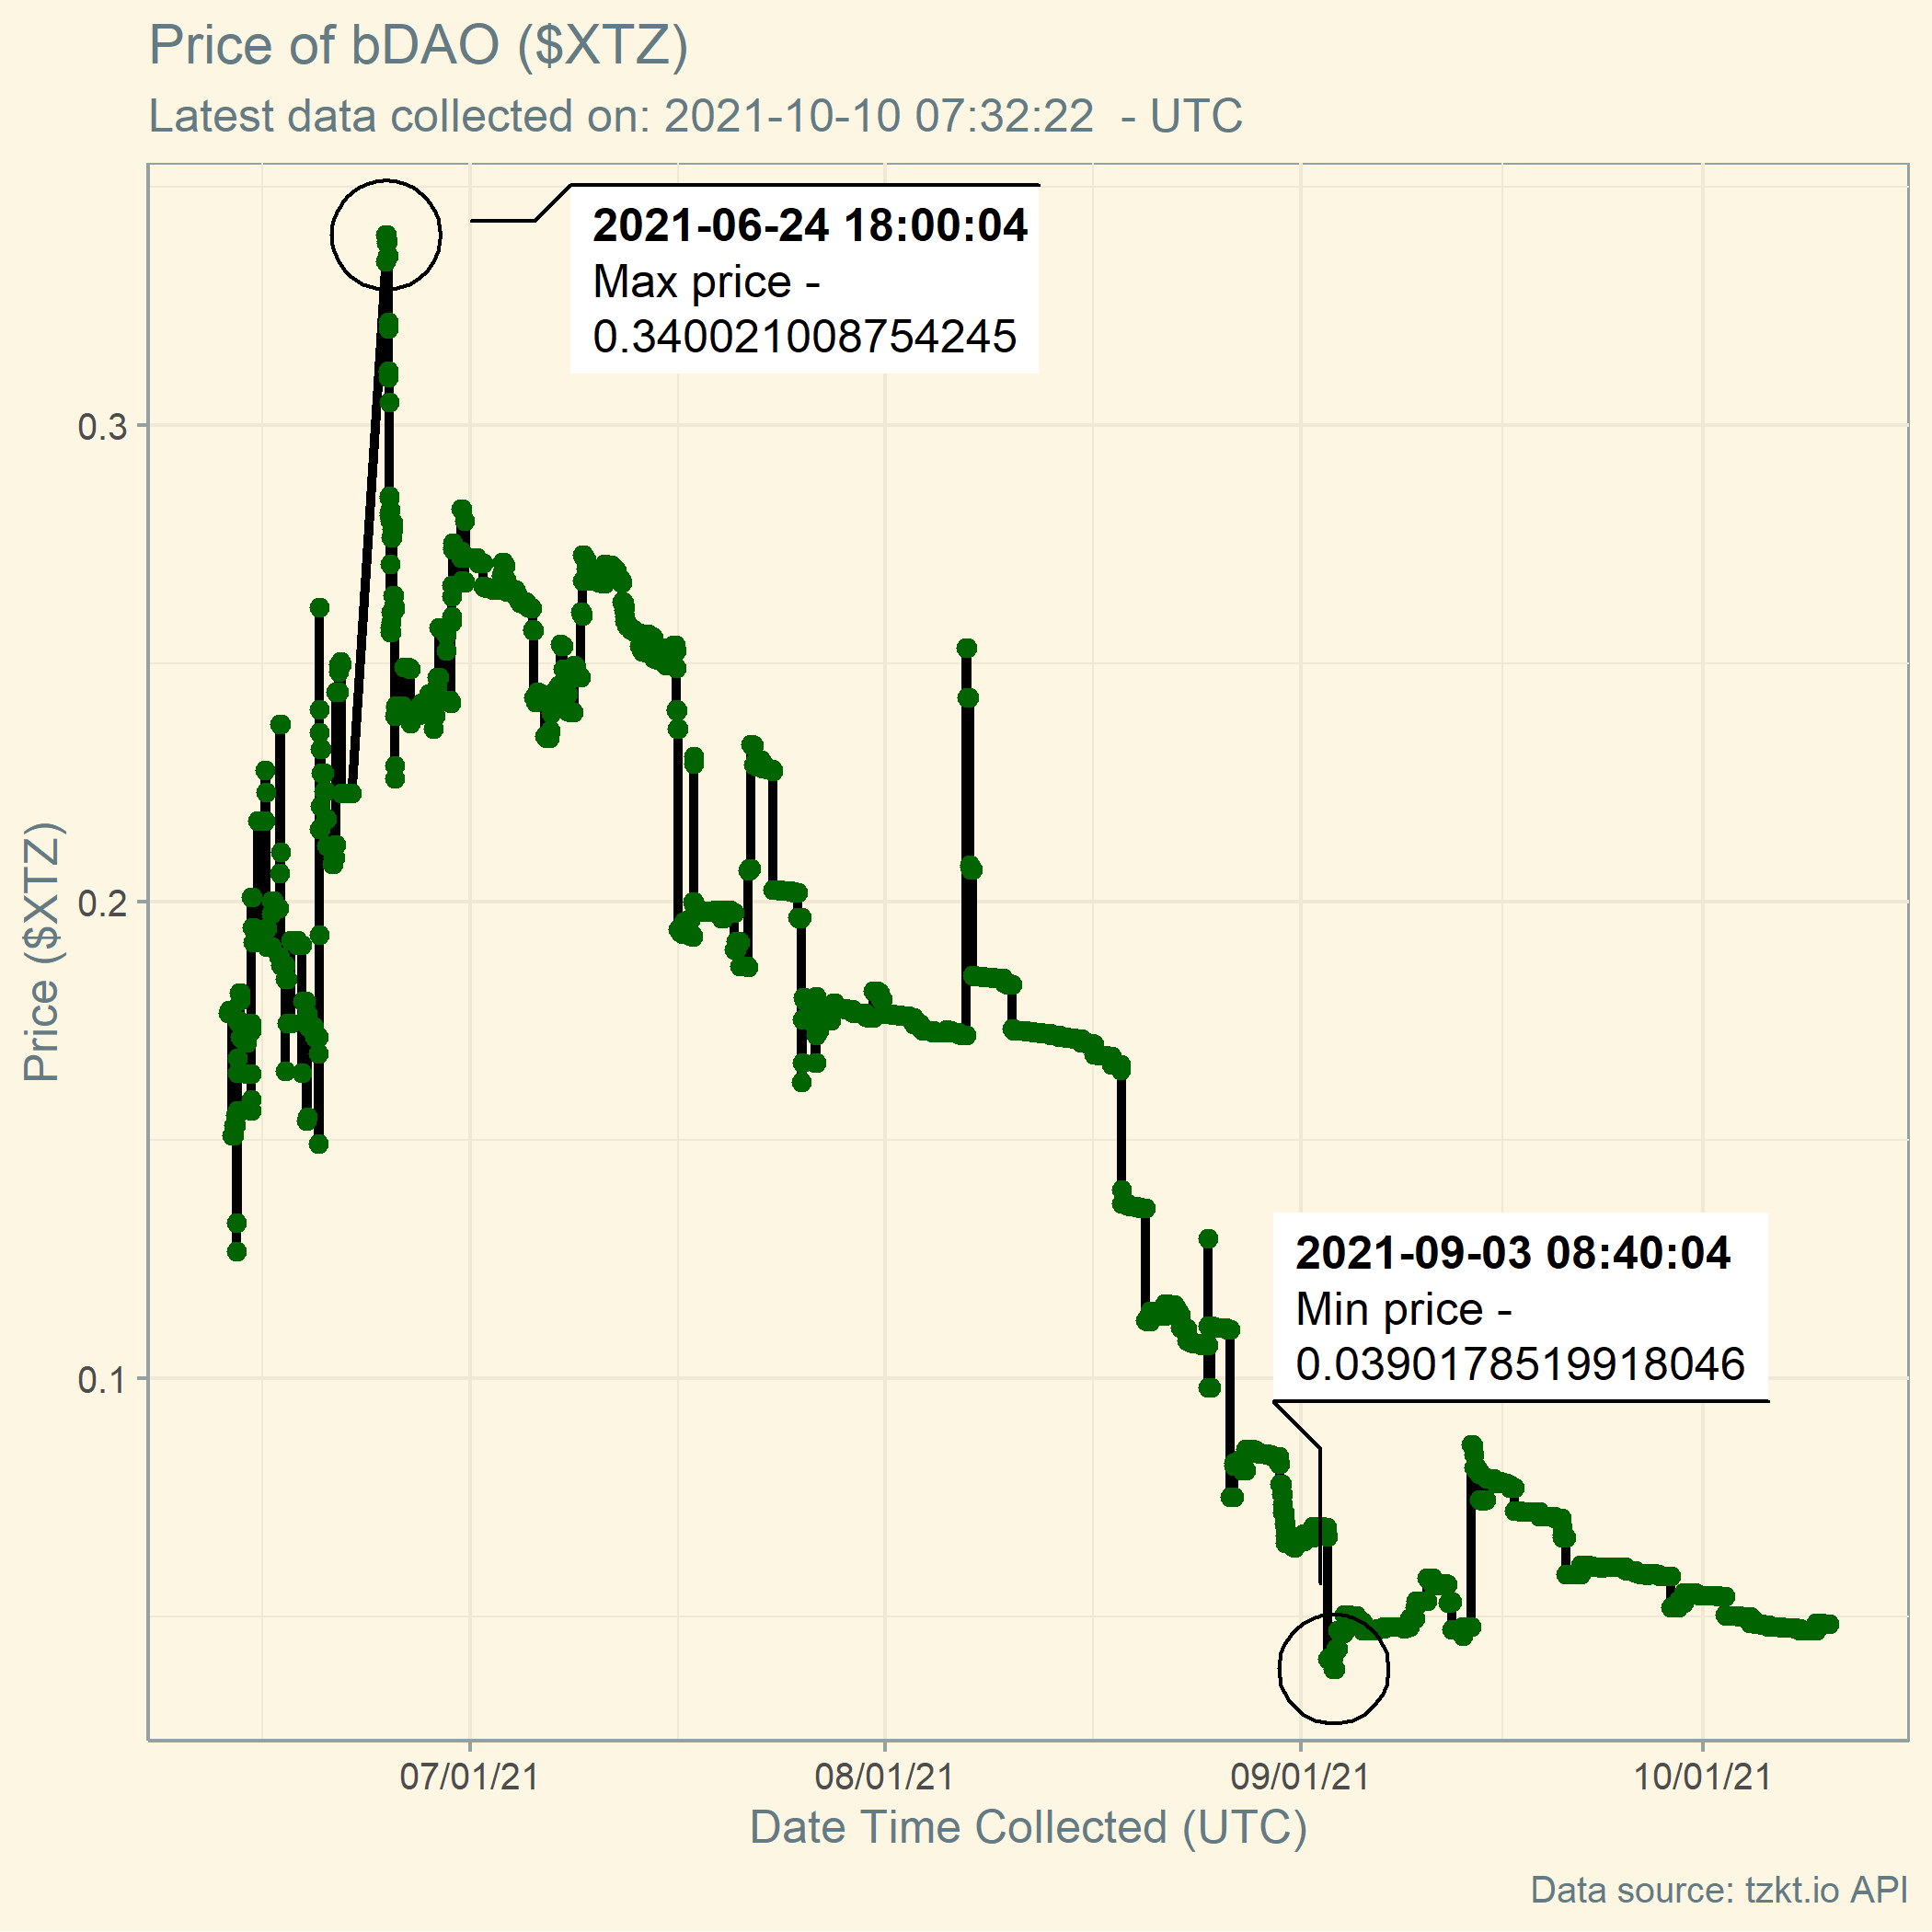 Price of bDAO ($XTZ)
Latest data collected on: 2021-10-10 07:32:22  - UTC
2021-06-24 18:00:04
Max price -
0.340021008754245
0.3
0.2
0.1
Price ($XTZ)
2021-09-03 08:40:04
Min price -
0.0390178519918046
07/01/21
08/01/21
09/01/21
10/01/21
Date Time Collected (UTC)
Data source: tzkt.io API